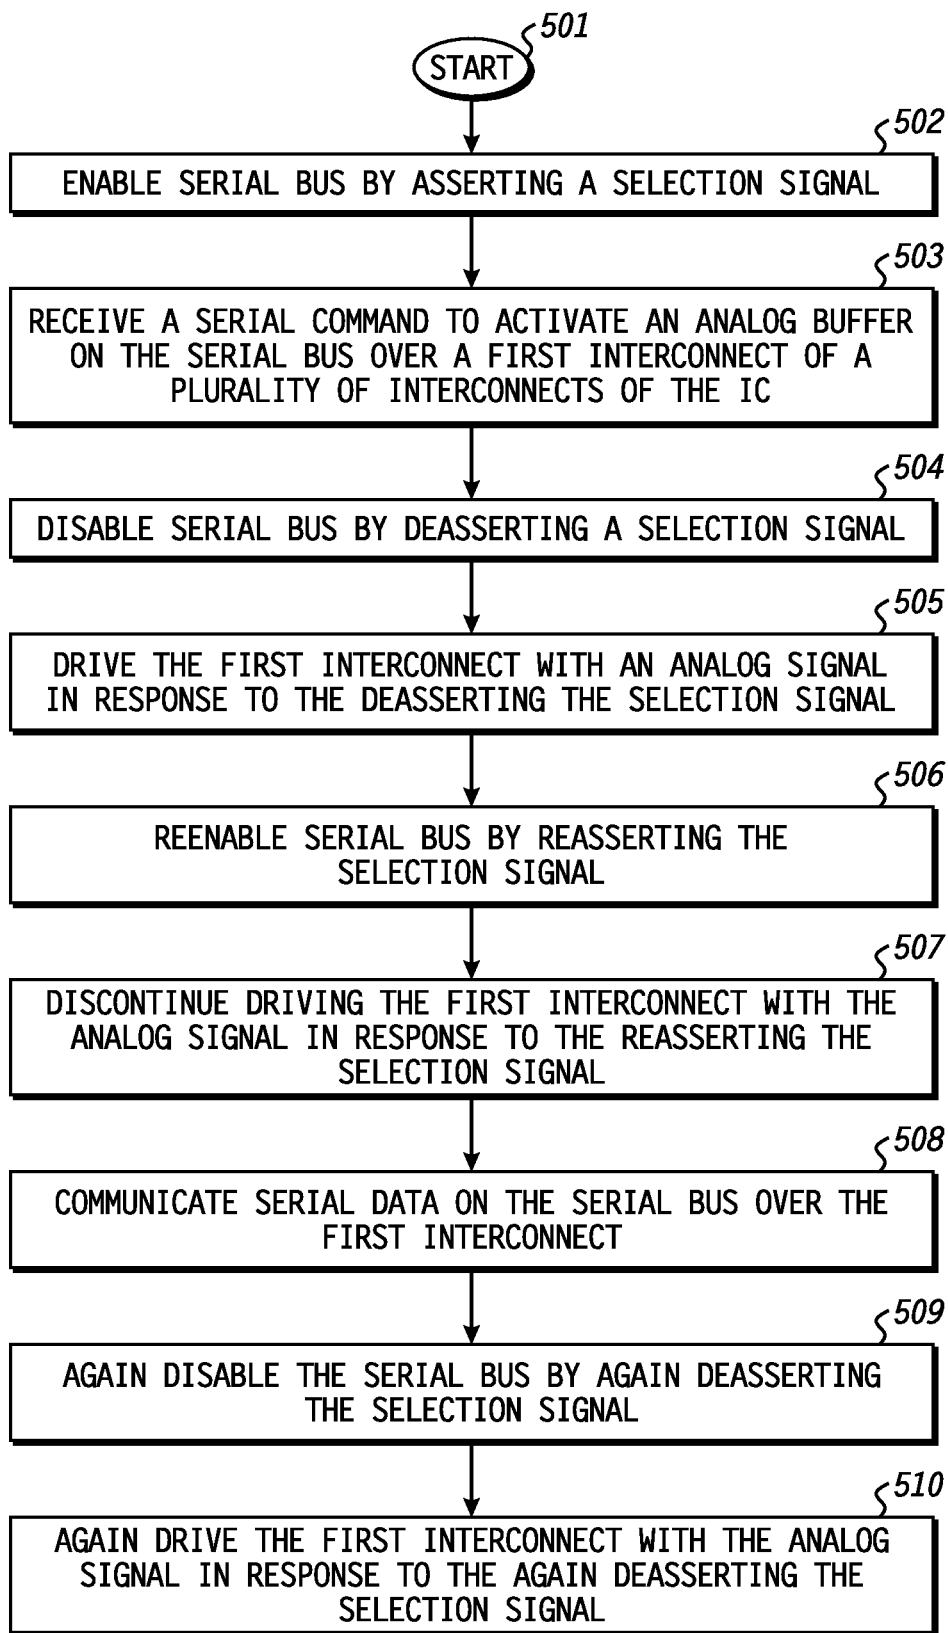 501
START
502
ENABLE SERIAL BUS BY ASSERTING A SELECTION SIGNAL
503
RECEIVE A SERIAL COMMAND TO ACTIVATE AN ANALOG BUFFER
ON THE SERIAL BUS OVER A FIRST INTERCONNECT OF A
PLURALITY OF INTERCONNECTS OF THE IC
504
DISABLE SERIAL BUS BY DEASSERTING A SELECTION SIGNAL
505
DRIVE THE FIRST INTERCONNECT WITH AN ANALOG SIGNAL
IN RESPONSE TO THE DEASSERTING THE SELECTION SIGNAL
506
REENABLE SERIAL BUS BY REASSERTING THE
SELECTION SIGNAL
507
DISCONTINUE DRIVING THE FIRST INTERCONNECT WITH THE
ANALOG SIGNAL IN RESPONSE TO THE REASSERTING THE
SELECTION SIGNAL
508
COMMUNICATE SERIAL DATA ON THE SERIAL BUS OVER THE
FIRST INTERCONNECT
509
AGAIN DISABLE THE SERIAL BUS BY AGAIN DEASSERTING
THE SELECTION SIGNAL
510
AGAIN DRIVE THE FIRST INTERCONNECT WITH THE ANALOG
SIGNAL IN RESPONSE TO THE AGAIN DEASSERTING THE
SELECTION SIGNAL